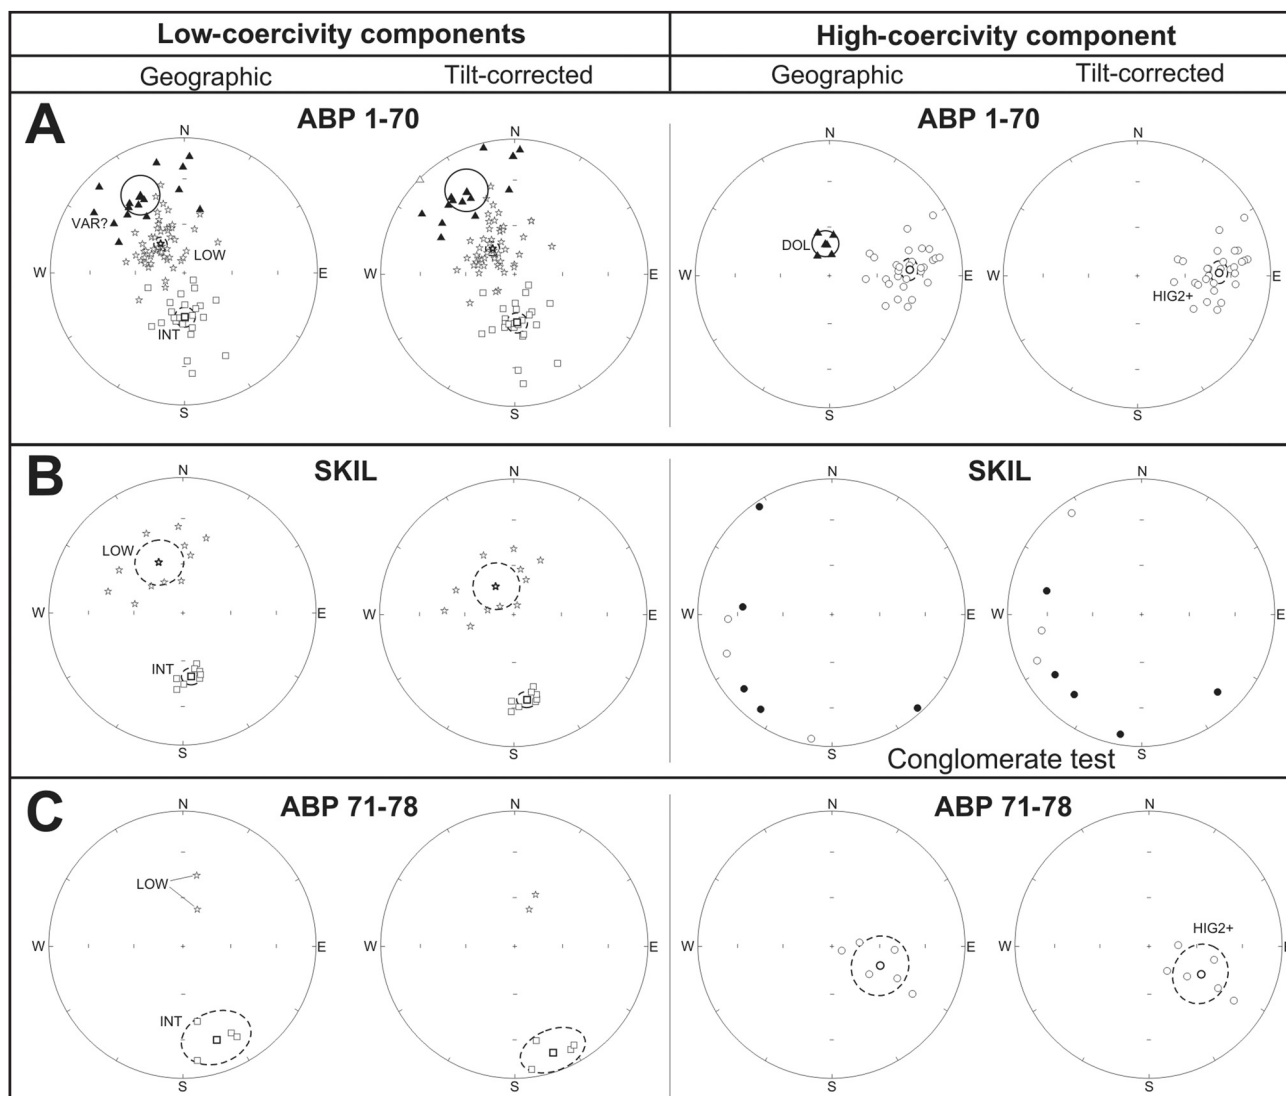 Low-coercivity components
High-coercivity component
Geographic
Tilt-corrected
Geographic
Tilt-corrected
A
ABP 1-70
ABP 1-70
N
N
N
N
VAR?
LOW
DOL
W
E
W
E
W
E
W
E
HIG2+
INT
S
S
S
S
B
SKIL
SKIL
N
N
N
N
LOW
W
E
W
E
W
E
W
E
INT
S
S
S
S
Conglomerate test
C
ABP 71-78
ABP 71-78
N
N
N
N
LOW
HIG2+
W
E
W
E
W
E
W
INT
S
S
S
S